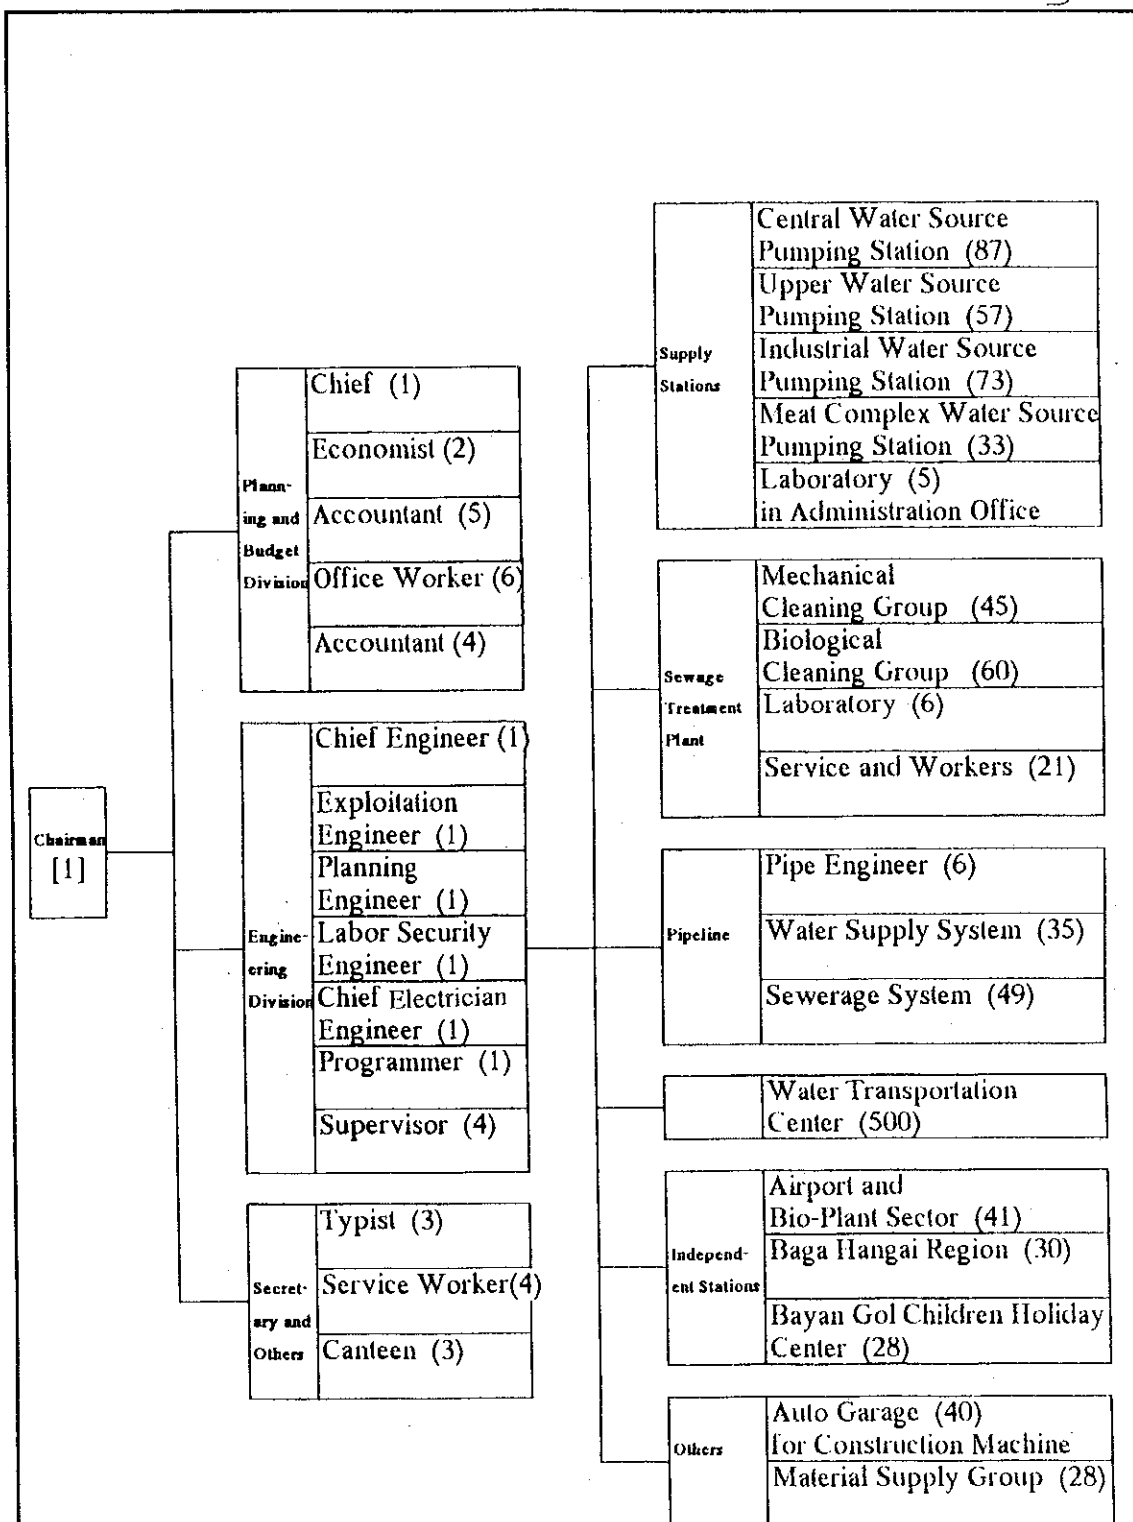 Chairman
[1]
Plann-
ing and
Budget
Division
Chief (1)
Economist (2)
Accountant (5)
Office Worker (6)
Accountant (4)
Engine-
ering
Division
Chief Engineer (1)
Exploitation
Engineer (1)
Planning
Engineer (1)
Labor Security
Engineer (1)
Chief Electrician
Engineer (1)
Programmer (1)
Supervisor (4)
Secret-
ary and
Others
Typist (3)
Service Worker(4)
Canteen (3)
Supply
Stations
Central Water Source
Pumping Station (87)
Upper Water Source
Pumping Station (57)
Industrial Water Source
Pumping Station (73)
Meat Complex Water Source
Pumping Station (33)
Laboratory (5)
in Administration Office
Sewage
Treatment
Plant
Mechanical
Cleaning Group (45)
Biological
Cleaning Group (60)
Laboratory (6)
Service and Workers (21)
Pipeline
Pipe Engineer (6)
Water Supply System (35)
Sewerage System (49)
Water Transportation
Center (500)
Independ-
ent Stations
Airport and
Bio-Plant Sector (41)
Baga Hangai Region (30)
Bayan Gol Children Holiday
Center (28)
Others
Auto Garage (40)
for Construction Machine
Material Supply Group (28)